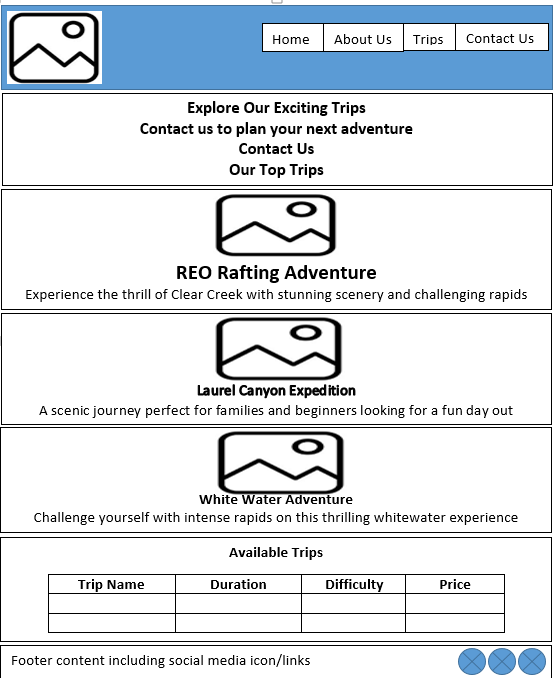 Home About Us Trips Contact Us
Explore Our Exciting Trips
Contact us to plan your next adventure
Contact Us
Our Top Trips
REO Rafting Adventure
Experience the thrill of Clear Creek with stunning scenery and challenging rapids
Laurel Canyon Expedition
A scenic journey perfect for families and beginners looking for a fun day out
White Water Adventure
Challenge yourself with intense rapids on this thrilling whitewater experience
Available Trips
Trip Name Duration Difficulty Price
Footer content including social media icon/links